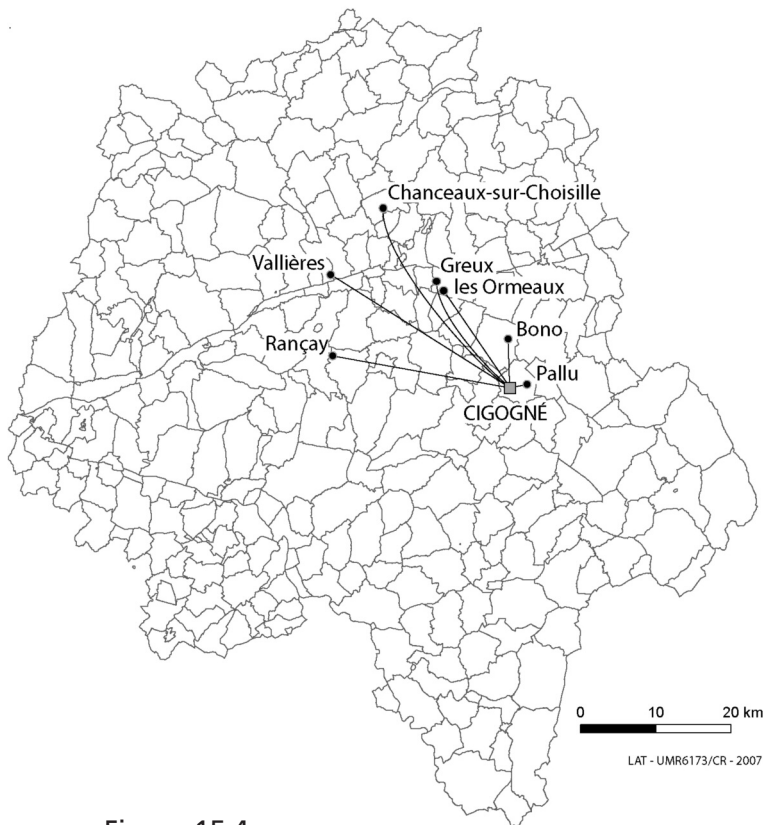 Chanceaux-sur-Choisille
Vallières
Greux
les Ormeaux
Rançay
Bono
Pallu
CIGOGNÉ
0 10 20 km
LAT - UMR6173/CR - 2007